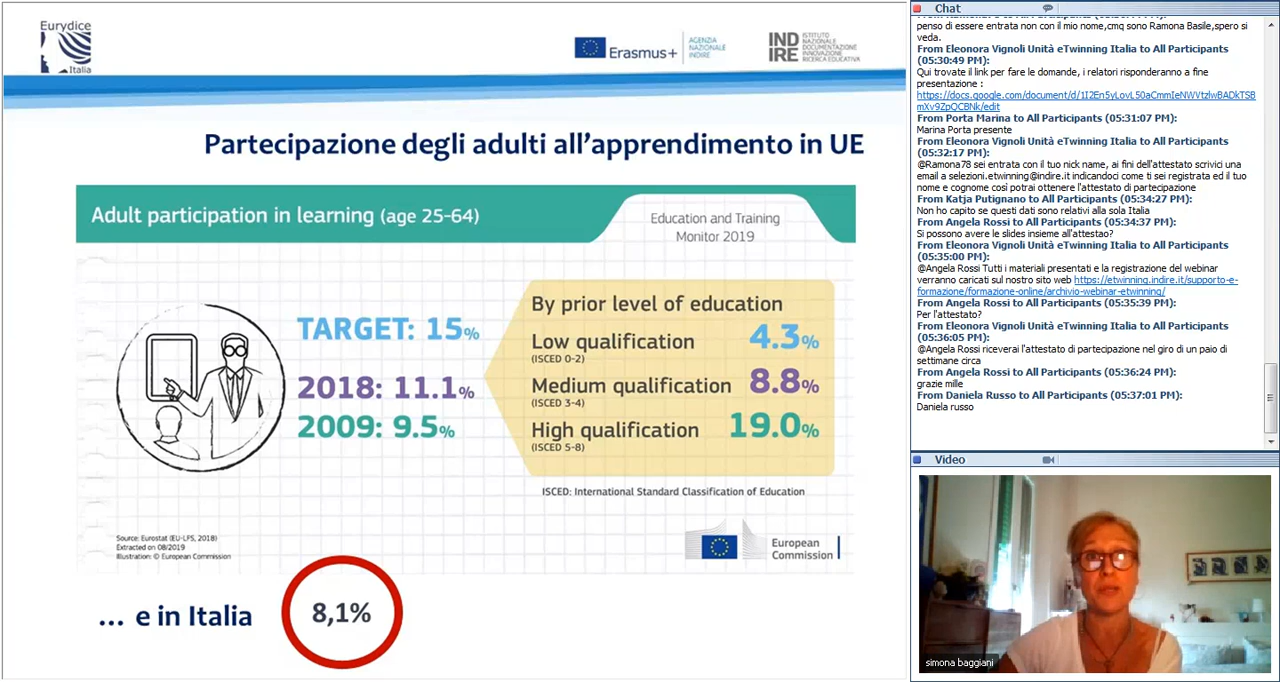 Eurydice
Italia
Erasmus+
AGENZIA
NAZIONALE
INDIRE
IND
IRE
ISTITUTO
NAZIONALE
DOCUMENTAZIONE
INNOVAZIONE
RICERCA EDUCATIVA
Partecipazione degli adulti all'apprendimento in UE
Adult participation in learning (age 25-64)
Education and Training
Monitor 2019
TARGET: 15%
2018: 11.1%
2009: 9.5%
By prior level of education
Low qualification 4.3%
(ISCED 0-2)
Medium qualification 8.8%
(ISCED 3-4)
High qualification 19.0%
(ISCED 5-8)
ISCED: International Standard Classification of Education
Source: Eurostat (EU-LFS, 2018)
Extracted on 08/2019
Illustration: © European Commission
European
Commission
... e in Italia
8,1%
Chat
penso di essere entrata non con il mio nome,cmq sono Ramona Basile,spero si
veda.
From Eleonora Vignoli Unità eTwinning Italia to All Participants
(05:30:49 PM):
Qui trovate il link per fare le domande, i relatori risponderanno a fine
presentazione :
From Porta Marina to All Participants (05:31:07 PM):
Marina Porta presente
From Eleonora Vignoli Unità eTwinning Italia to All Participants
(05:32:17 PM):
@Ramona78 sei entrata con il tuo nick name, ai fini dell'attestato scrivici una
email a selezioni.etwinning@indire.it indicandoci come ti sei registrata ed il tuo
nome e cognome così potrai ottenere l'attestato di partecipazione
From Katja Putignano to All Participants (05:34:27 PM):
Non ho capito se questi dati sono relativi alla sola Italia
From Angela Rossi to All Participants (05:34:37 PM):
Si possono avere le slides insieme all'attestao?
From Eleonora Vignoli Unità eTwinning Italia to All Participants
(05:35:00 PM):
@Angela Rossi Tutti i materiali presentati e la registrazione del webinar
verranno caricati sul nostro sito web https://etwinning.indire.it/supporto-e-
formazione/formazione-online/archivio-webinar-etwinning/
From Angela Rossi to All Participants (05:35:39 PM):
Per l'attestato?
From Eleonora Vignoli Unità eTwinning Italia to All Participants
(05:36:05 PM):
@Angela Rossi riceverai l'attestato di partecipazione nel giro di un paio di
settimane circa
From Angela Rossi to All Participants (05:36:24 PM):
grazie mille
From Daniela Russo to All Participants (05:37:01 PM):
Daniela russo
Video
simona baggiani